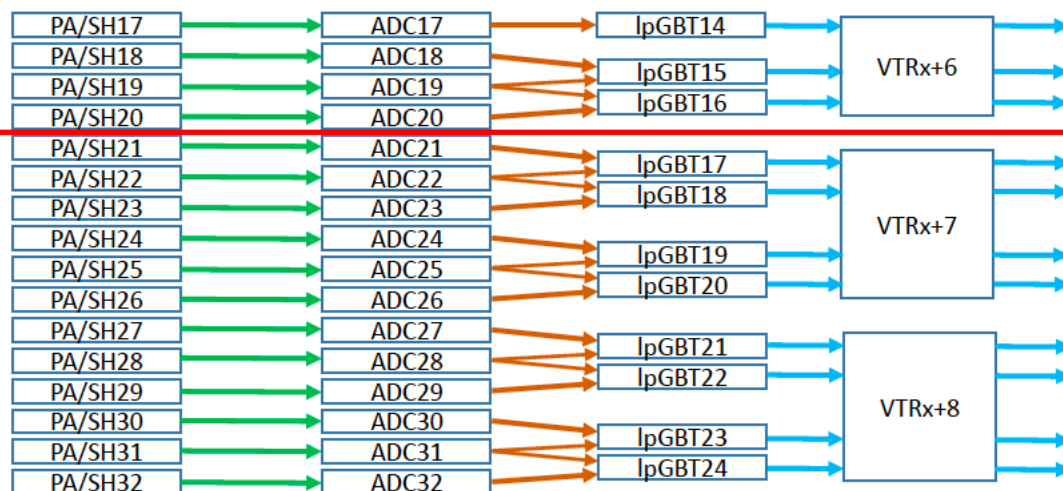 PA/SH17 ADC17 lpGBT14
PA/SH18 ADC18 lpGBT15 VTRx+6
PA/SH19 ADC19 lpGBT16
PA/SH20 ADC20
PA/SH21 ADC21 lpGBT17
PA/SH22 ADC22 lpGBT18
PA/SH23 ADC23 VTRx+7
PA/SH24 ADC24 lpGBT19
PA/SH25 ADC25 lpGBT20
PA/SH26 ADC26
PA/SH27 ADC27 lpGBT21
PA/SH28 ADC28 lpGBT22
PA/SH29 ADC29 VTRx+8
PA/SH30 ADC30 lpGBT23
PA/SH31 ADC31 lpGBT24
PA/SH32 ADC32